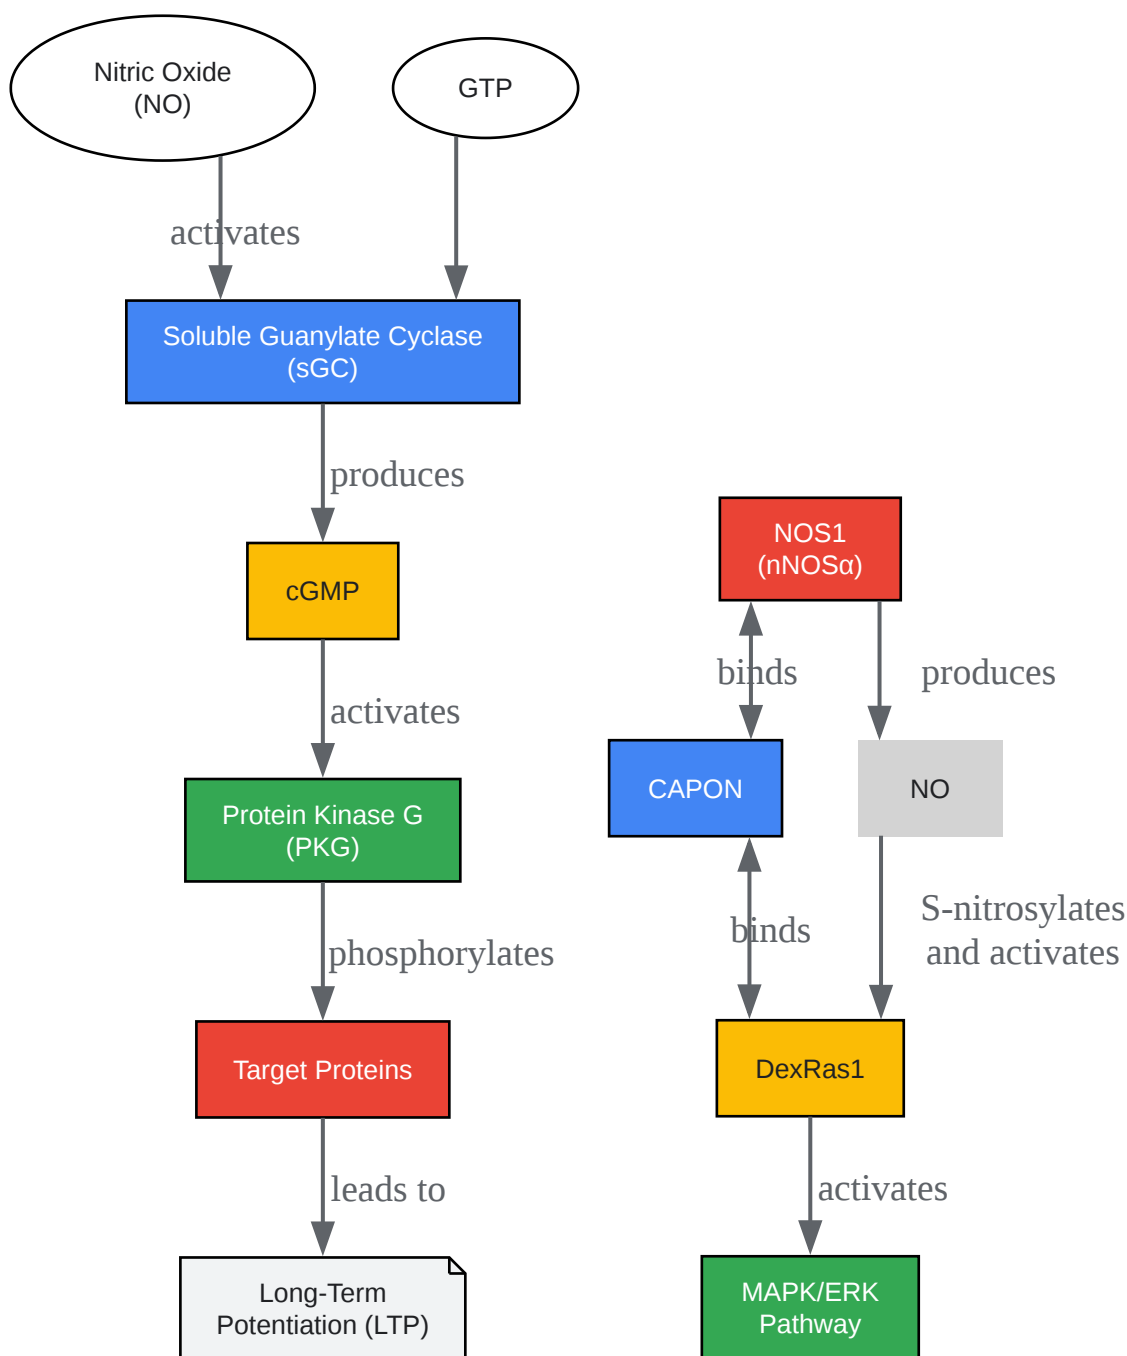 Nitric Oxide
(NO)
GTP
activates
Soluble Guanylate Cyclase
(sGC)
produces
cGMP
activates
Protein Kinase G
(PKG)
phosphorylates
Target Proteins
leads to
Long-Term
Potentiation (LTP)
NOS1
(nNOSα)
binds
produces
CAPON
NO
binds
S-nitrosylates
and activates
DexRas1
activates
MAPK/ERK
Pathway